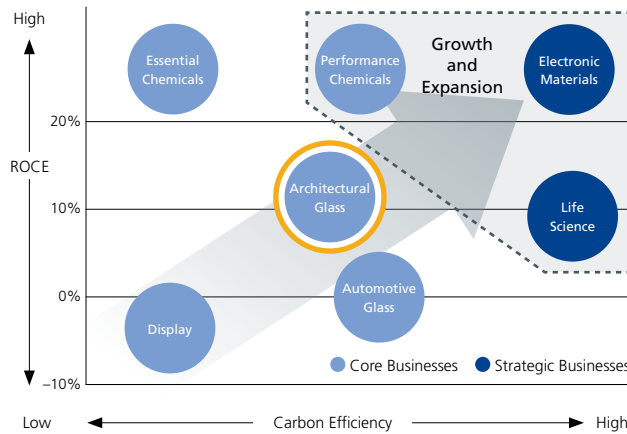 High
Essential
Chemicals
Performance
Chemicals
Growth
and
Expansion
Electronic
Materials
20%
ROCE
Architectural
Glass
10%
Life
Science
0%
Automotive
Glass
Display
Core Businesses
Strategic Businesses
–10%
Low
Carbon Efficiency
High